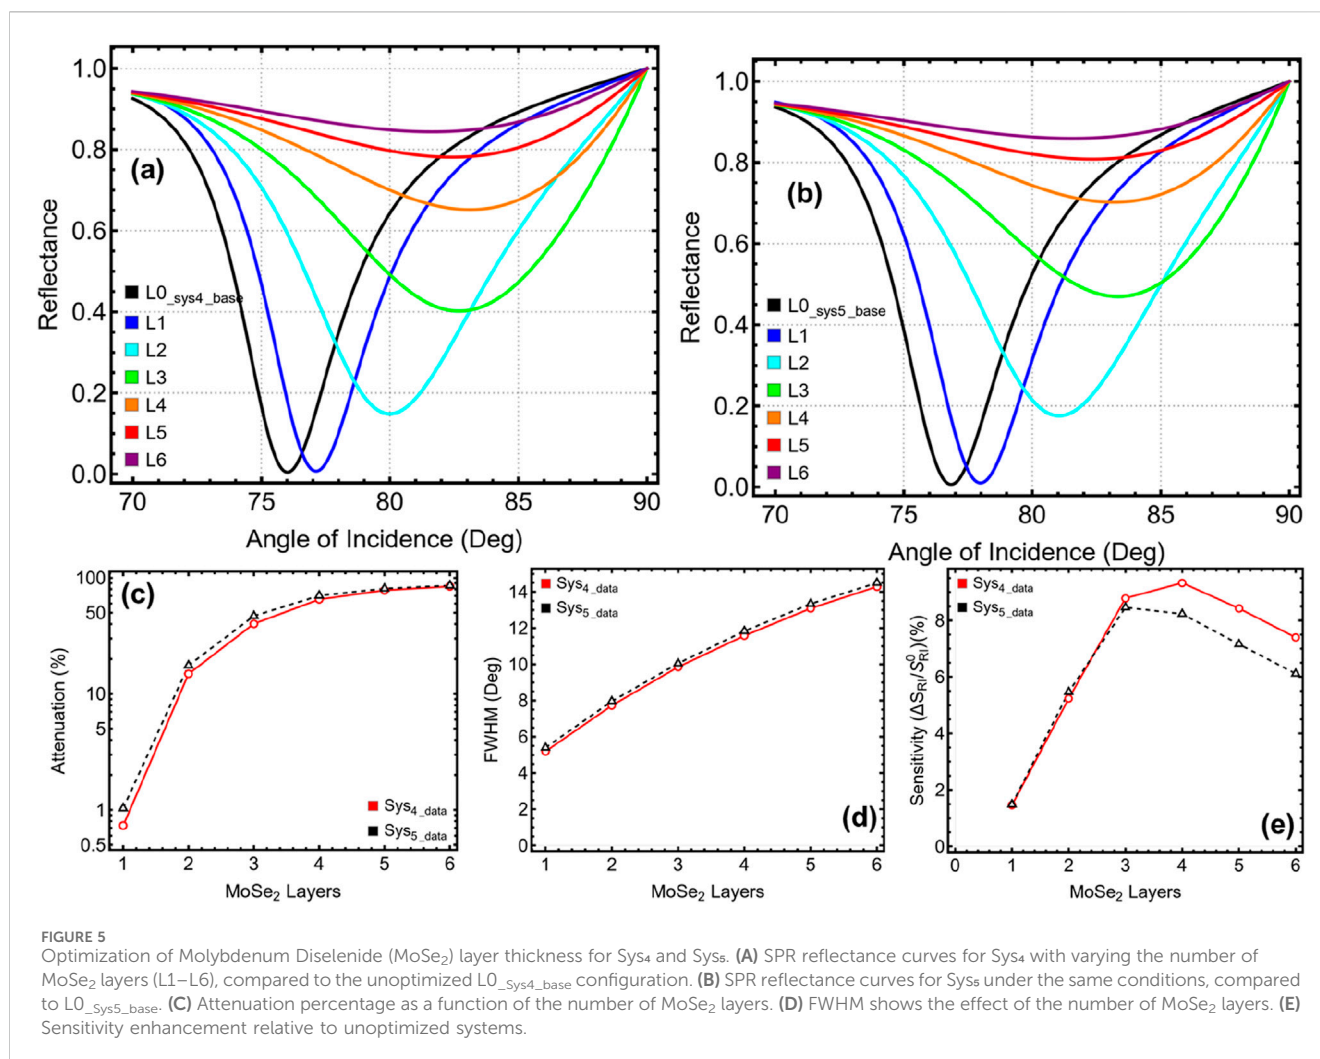 1.0
0.8
0.6
0.4
0.2
0.0
Reflectance
(a)
L0_sys4_base
L1
L2
L3
L4
L5
L6
70 75 80 85 90
Angle of Incidence (Deg)
1.0
0.8
0.6
0.4
0.2
0.0
Reflectance
(b)
L0_sys5_base
L1
L2
L3
L4
L5
L6
70 75 80 85 90
Angle of Incidence (Deg)
100
50
10
5
1
0.5
Attenuation (%)
(c)
Sys4_data
Sys5_data
1 2 3 4 5 6
MoSe2 Layers
14
12
10
8
6
4
2
0
FWHM (Deg)
Sys4_data
Sys5_data
(d)
1 2 3 4 5 6
MoSe2 Layers
8
6
4
2
0
Sensitivity (ΔSRI/S⁰RI)(%)
Sys4_data
Sys5_data
(e)
0 1 2 3 4 5 6
MoSe2 Layers
FIGURE 5
Optimization of Molybdenum Diselenide (MoSe₂) layer thickness for Sys₄ and Sys₅. (A) SPR reflectance curves for Sys₄ with varying the number of
MoSe₂ layers (L1–L6), compared to the unoptimized L0_Sys4_base configuration. (B) SPR reflectance curves for Sys₅ under the same conditions, compared
to L0_Sys5_base. (C) Attenuation percentage as a function of the number of MoSe₂ layers. (D) FWHM shows the effect of the number of MoSe₂ layers. (E)
Sensitivity enhancement relative to unoptimized systems.